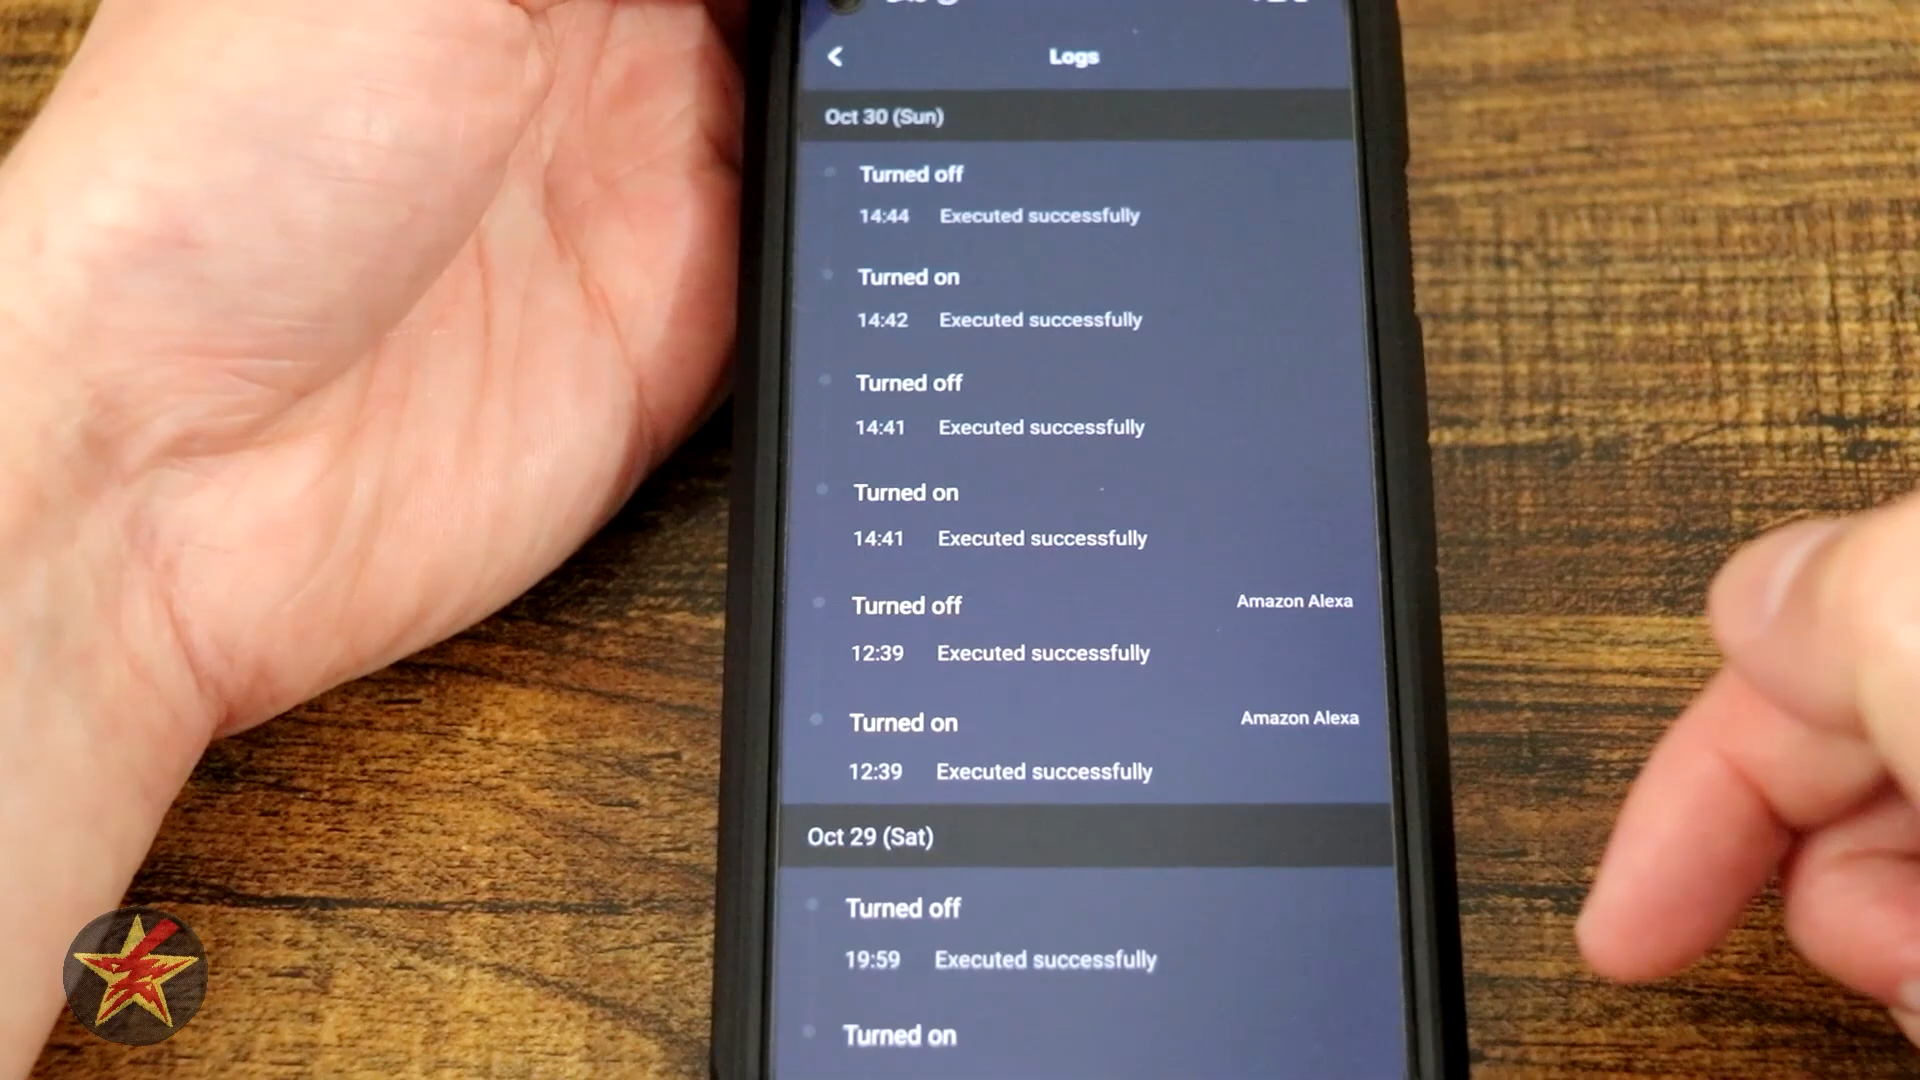 Logs
Oct 30 (Sun)
Turned off
14:44 Executed successfully
Turned on
14:42 Executed successfully
Turned off
14:41 Executed successfully
Turned on
14:41 Executed successfully
Turned off Amazon Alexa
12:39 Executed successfully
Turned on Amazon Alexa
12:39 Executed successfully
Oct 29 (Sat)
Turned off
19:59 Executed successfully
Turned on